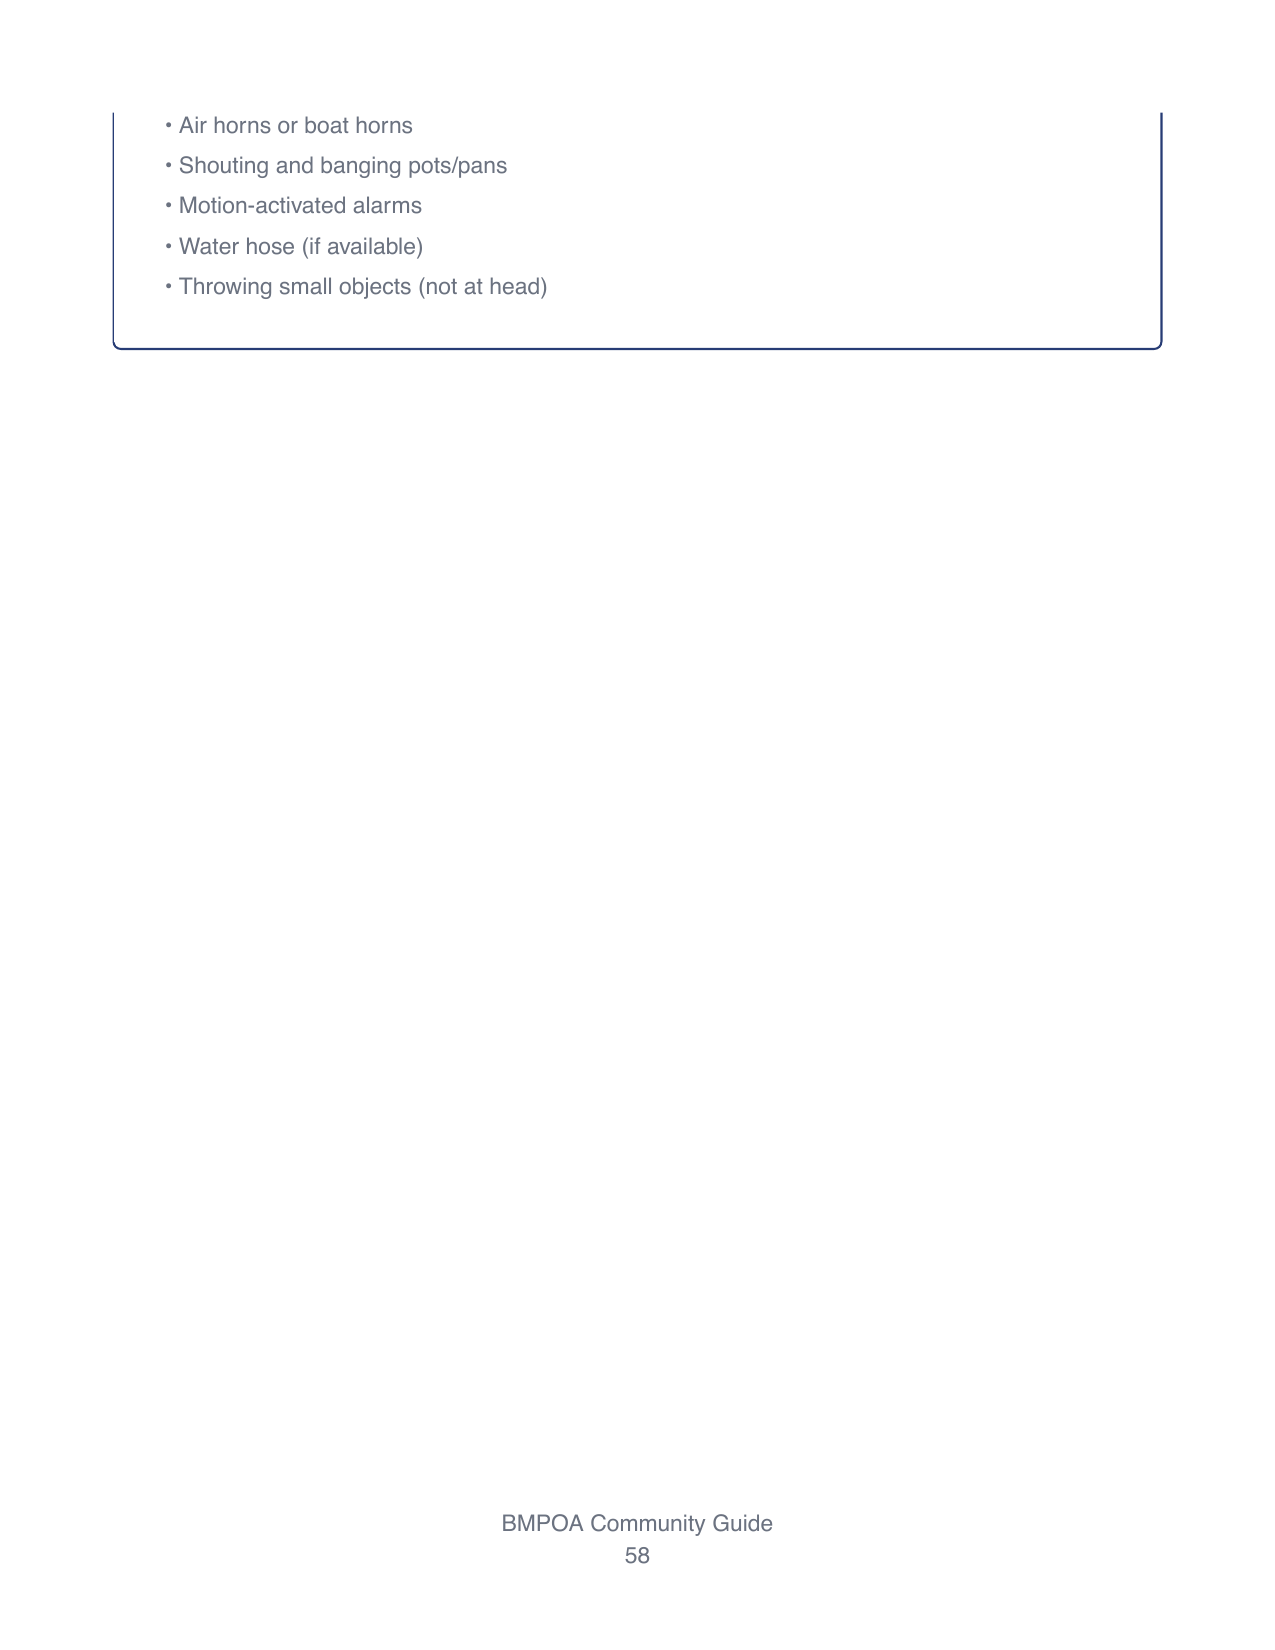 • Air horns or boat horns
• Shouting and banging pots/pans
• Motion-activated alarms
• Water hose (if available)
• Throwing small objects (not at head)
BMPOA Community Guide
58